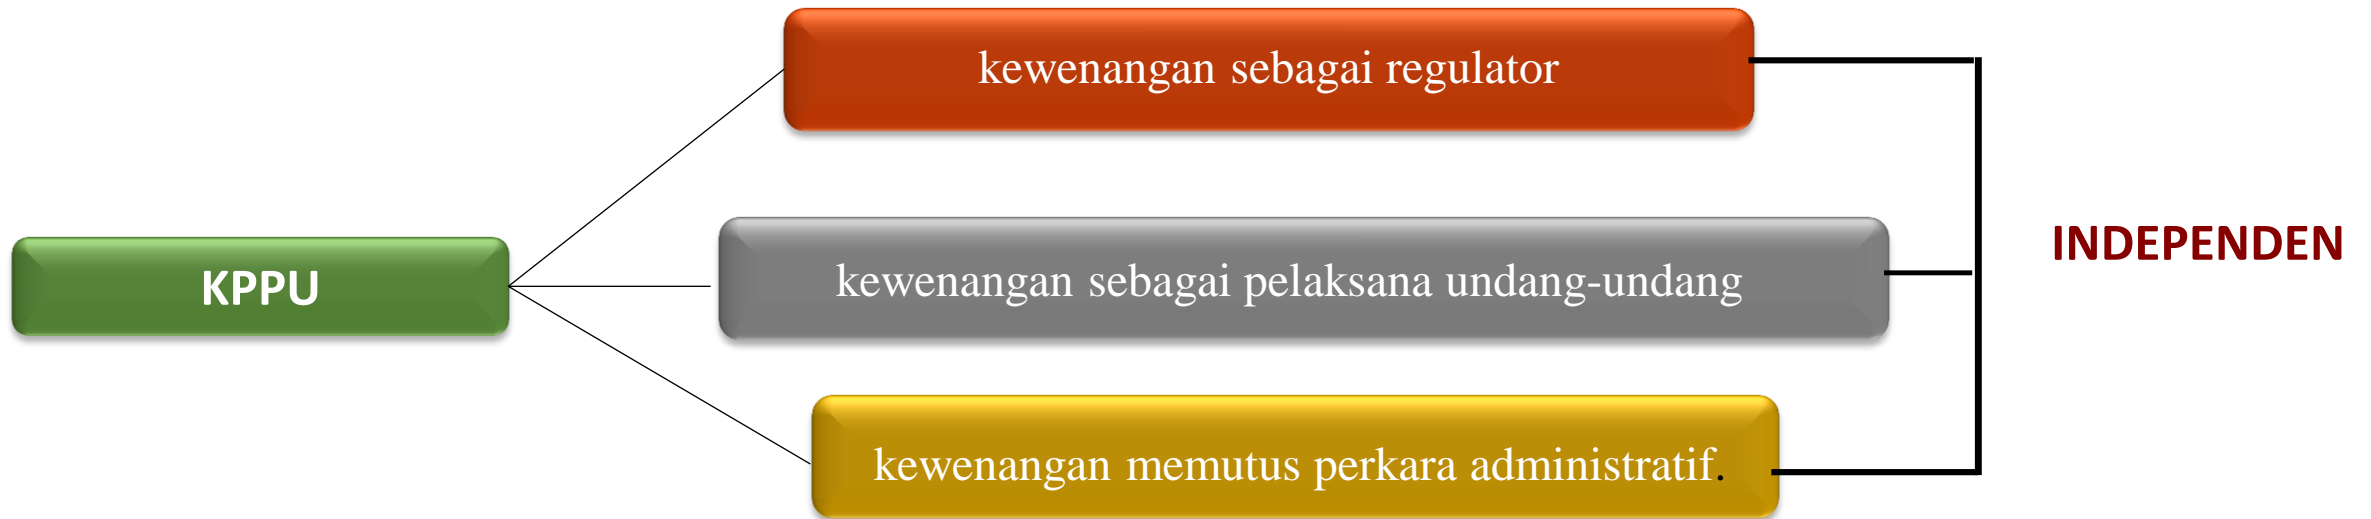 kewenangan sebagai regulator
KPPU
kewenangan sebagai pelaksana undang-undang
INDEPENDEN
kewenangan memutus perkara administratif.